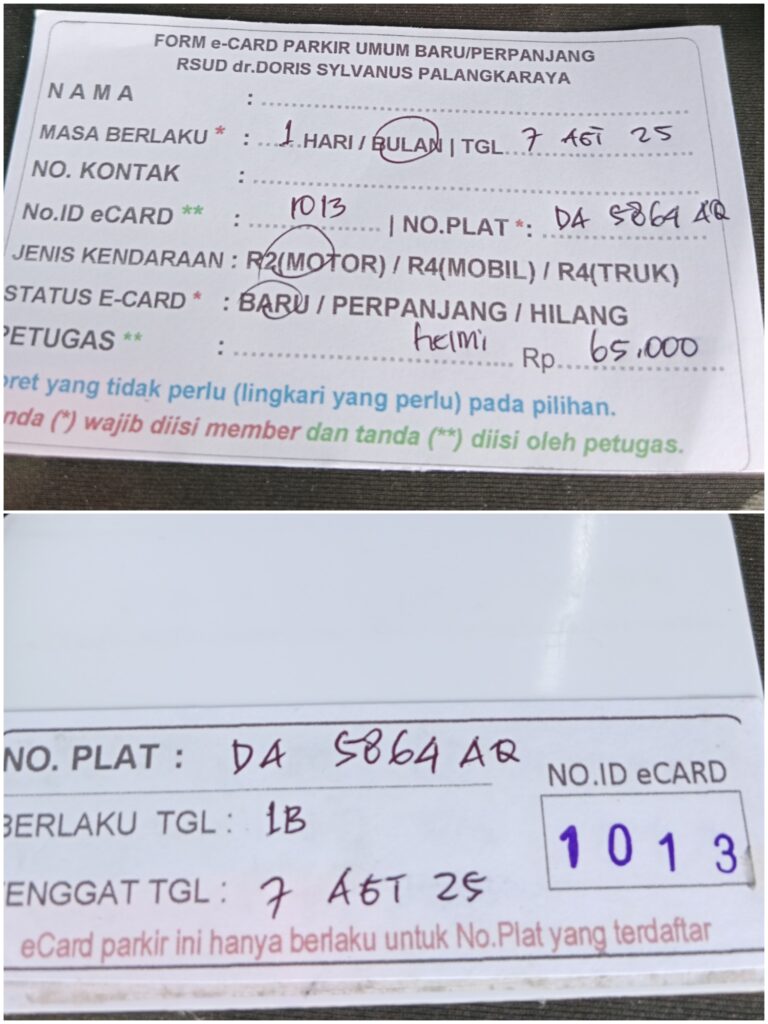 FORM e-CARD PARKIR UMUM BARU/PERPANJANG
RSUD dr.DORIS SYLVANUS PALANGKARAYA
N A M A :
MASA BERLAKU * : 1 HARI / BULAN | TGL 7 AGT 25
NO. KONTAK :
No.ID eCARD ** : 1013 | NO.PLAT *: DA 5864 AQ
JENIS KENDARAAN : R2(MOTOR) / R4(MOBIL) / R4(TRUK)
STATUS E-CARD * : BARU / PERPANJANG / HILANG
PETUGAS ** : helmi Rp 65.000
oret yang tidak perlu (lingkari yang perlu) pada pilihan.
nda (*) wajib diisi member dan tanda (**) diisi oleh petugas.
NO. PLAT : DA 5864 AQ
NO.ID eCARD
BERLAKU TGL : 1B
1013
ENGGAT TGL : 7 AGT 25
eCard parkir ini hanya berlaku untuk No.Plat yang terdaftar